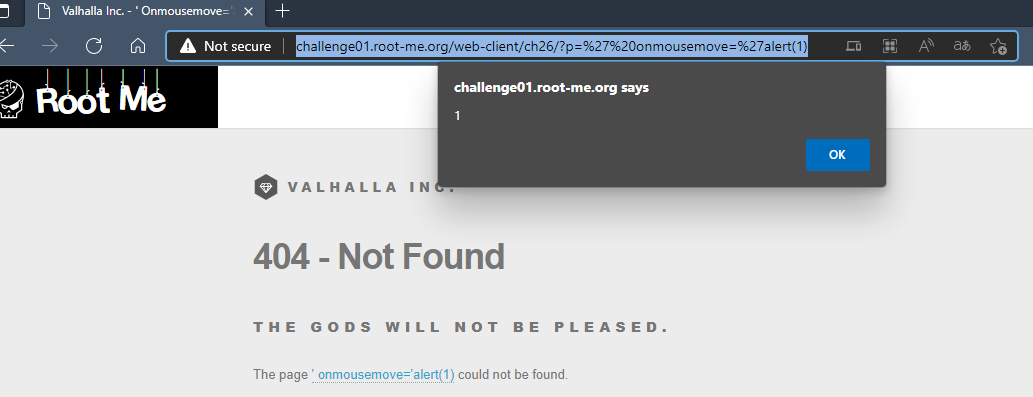 Valhalla Inc. - ' Onmousemove='
Not secure
challenge01.root-me.org/web-client/ch26/?p=%27%20onmousemove=%27alert(1)
Root Me
challenge01.root-me.org says
1
OK
VALHALLA INC.
404 - Not Found
THE GODS WILL NOT BE PLEASED.
The page ' onmousemove='alert(1) could not be found.